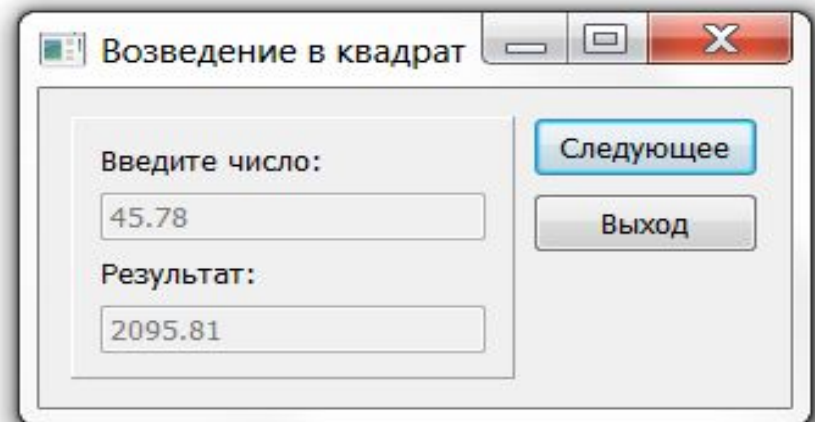 Возведение в квадрат
Введите число:
45.78
Результат:
2095.81
Следующее
Выход